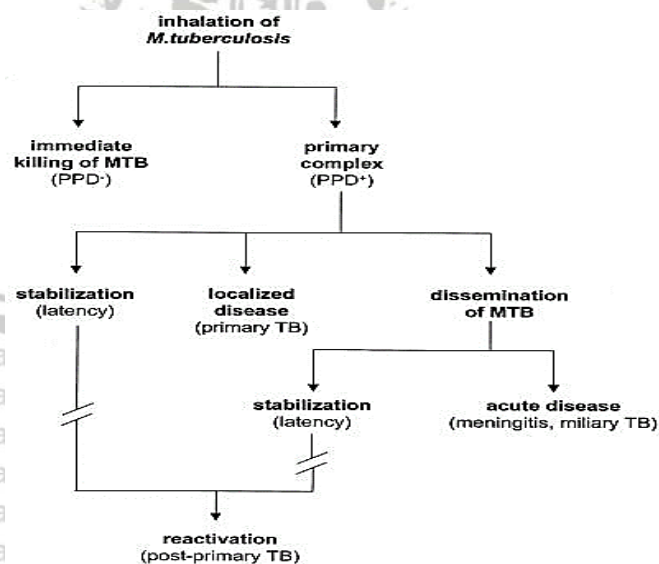 inhalation of
M.tuberculosis
immediate
killing of MTB
(PPD-)
primary
complex
(PPD+)
stabilization
(latency)
localized
disease
(primary TB)
dissemination
of MTB
stabilization
(latency)
acute disease
(meningitis, miliary TB)
reactivation
(post-primary TB)